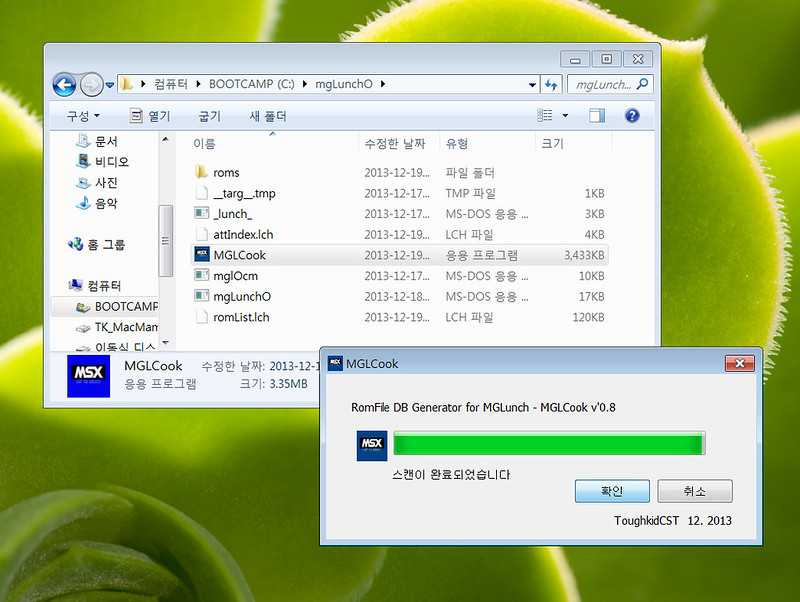 컴퓨터 BOOTCAMP (C:) mgLunchO
mgLunch...
구성 열기 굽기 새 폴더
문서
비디오
사진
음악
홈 그룹
컴퓨터
BOOTCAMP
TK_MacMan
이동식 디스
이름 수정한 날짜 유형 크기
roms 2013-12-19... 파일 폴더
__targ__.tmp 2013-12-17... TMP 파일 1KB
_lunch_ 2013-12-17... MS-DOS 응용 ... 3KB
attIndex.lch 2013-12-19... LCH 파일 4KB
MGLCook 2013-12-19... 응용 프로그램 3,433KB
mglOcm 2013-12-17... MS-DOS 응용 ... 10KB
mgLunchO 2013-12-18... MS-DOS 응용 ... 17KB
romList.lch 2013-12-19... LCH 파일 120KB
MSX
MGLCook 수정한 날짜: 2013-12-1
응용 프로그램 크기: 3.35MB
MGLCook
RomFile DB Generator for MGLunch - MGLCook v'0.8
MSX
스캔이 완료되었습니다
확인 취소
ToughkidCST 12. 2013